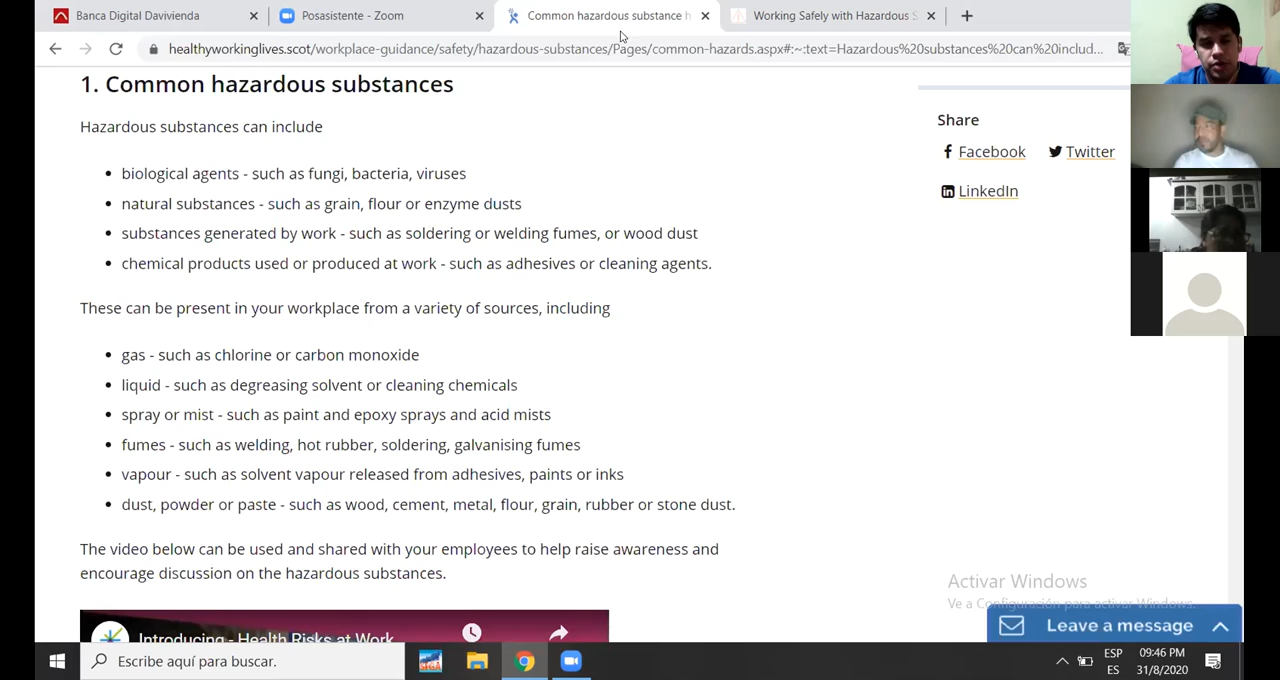 Banca Digital Davivienda
Posasistente - Zoom
Common hazardous substance h
Working Safely with Hazardous S
healthyworkinglives.scot/workplace-guidance/safety/hazardous-substances/Pages/common-hazards.aspx#:~:text=Hazardous%20substances%20can%20includ...
1. Common hazardous substances
Hazardous substances can include
• biological agents - such as fungi, bacteria, viruses
• natural substances - such as grain, flour or enzyme dusts
• substances generated by work - such as soldering or welding fumes, or wood dust
• chemical products used or produced at work - such as adhesives or cleaning agents.
These can be present in your workplace from a variety of sources, including
• gas - such as chlorine or carbon monoxide
• liquid - such as degreasing solvent or cleaning chemicals
• spray or mist - such as paint and epoxy sprays and acid mists
• fumes - such as welding, hot rubber, soldering, galvanising fumes
• vapour - such as solvent vapour released from adhesives, paints or inks
• dust, powder or paste - such as wood, cement, metal, flour, grain, rubber or stone dust.
The video below can be used and shared with your employees to help raise awareness and
encourage discussion on the hazardous substances.
Introducing - Health Risks at Work
Share
Facebook
Twitter
LinkedIn
Activar Windows
Ve a Configuración para activar Windows.
Leave a message
Escribe aquí para buscar.
ESP
ES
09:46 PM
31/8/2020